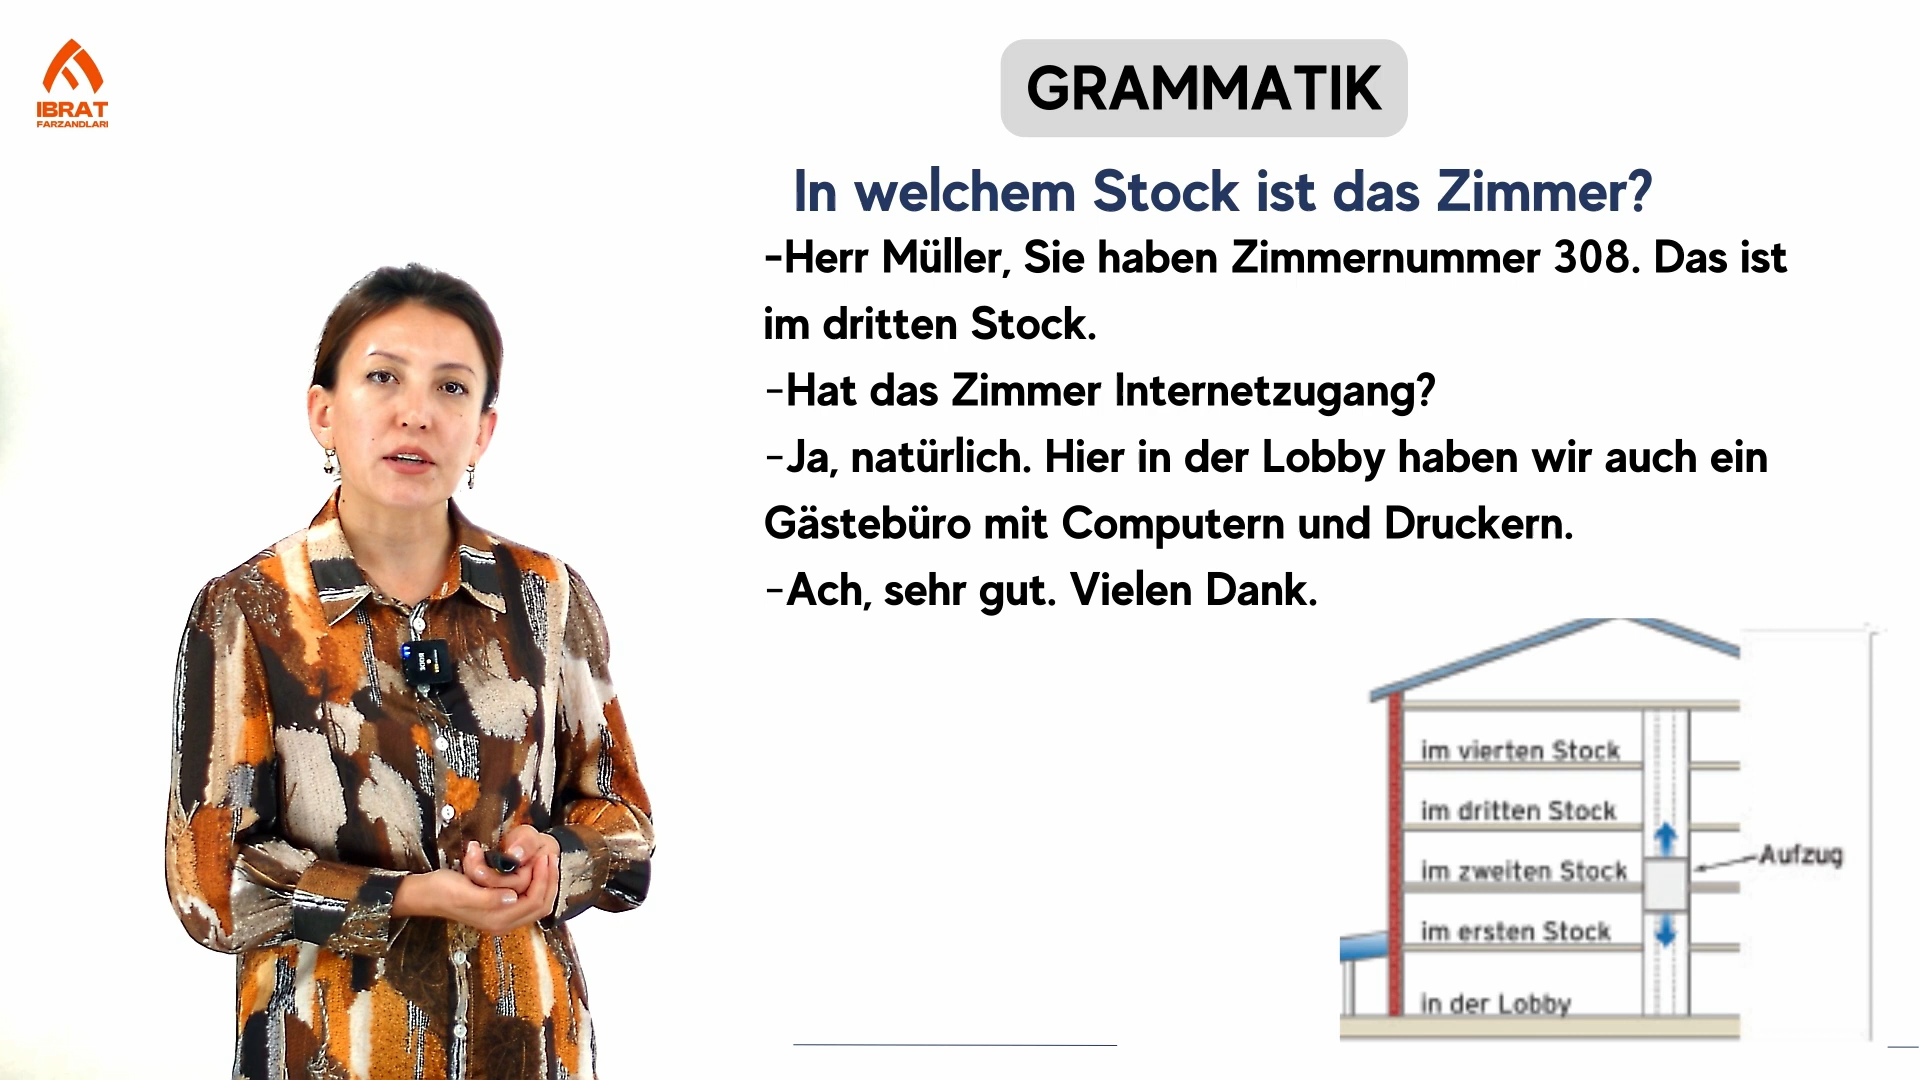 IBRAT
FARZANDLARI
GRAMMATIK
In welchem Stock ist das Zimmer?
-Herr Müller, Sie haben Zimmernummer 308. Das ist
im dritten Stock.
-Hat das Zimmer Internetzugang?
-Ja, natürlich. Hier in der Lobby haben wir auch ein
Gästebüro mit Computern und Druckern.
-Ach, sehr gut. Vielen Dank.
im vierten Stock
im dritten Stock
Aufzug
im zweiten Stock
im ersten Stock
in der Lobby